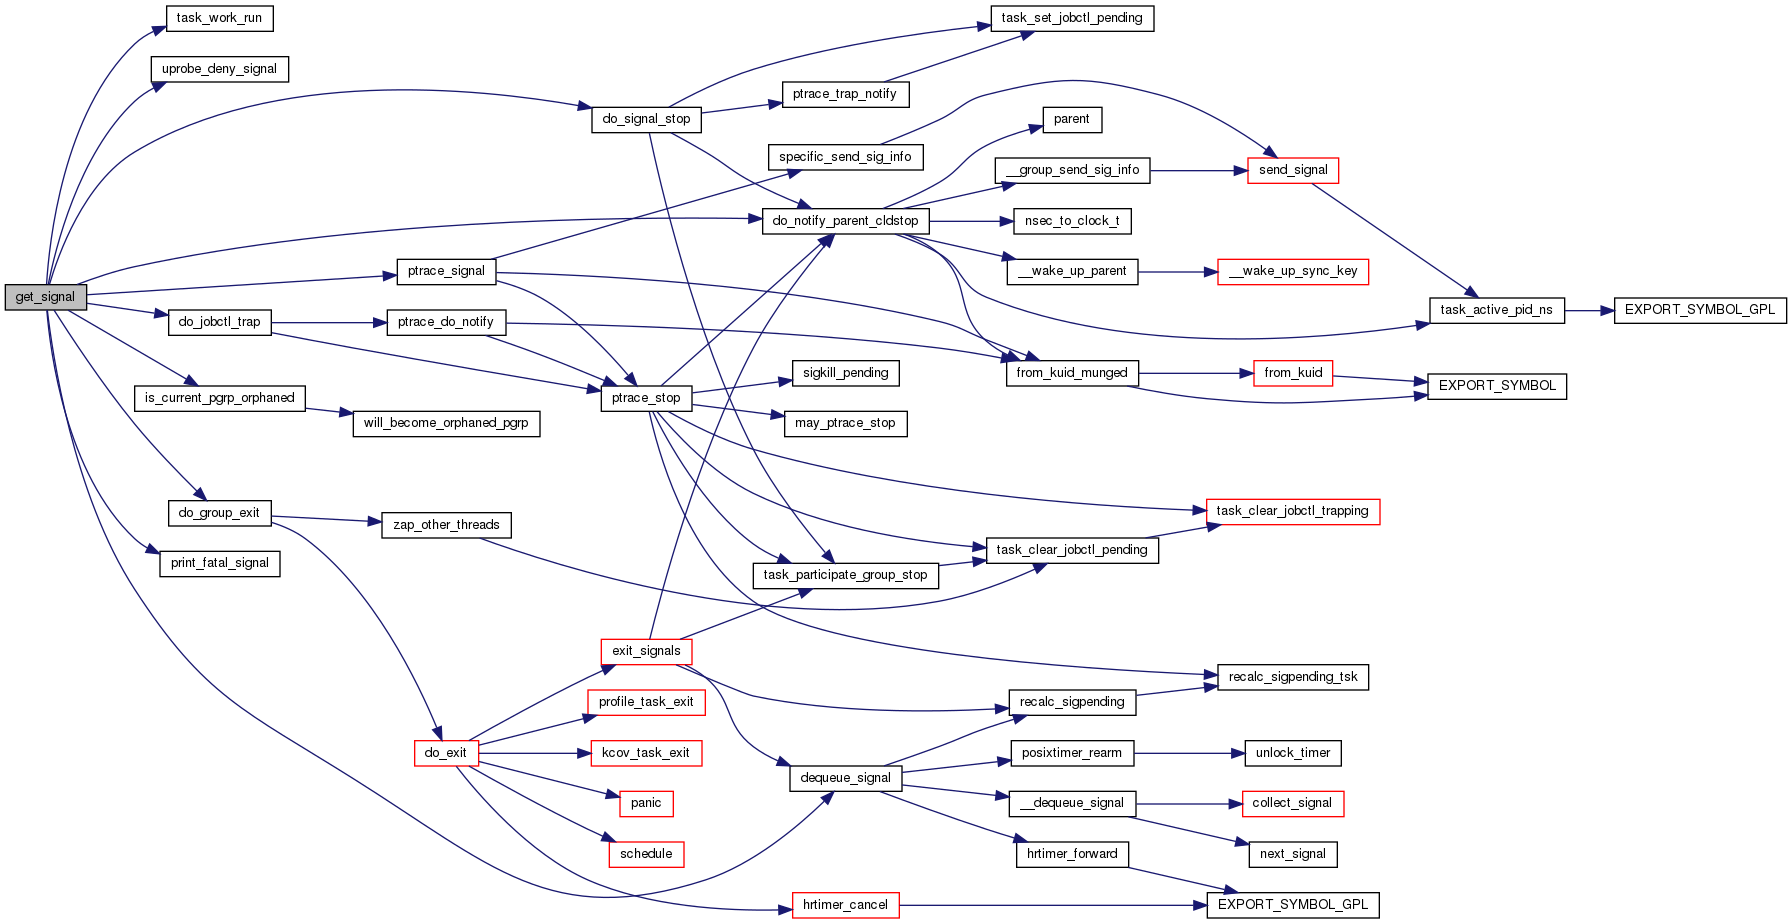 task_work_run
task_set_jobctl_pending
uprobe_deny_signal
ptrace_trap_notify
do_signal_stop
parent
specific_send_sig_info
__group_send_sig_info
send_signal
do_notify_parent_cldstop
nsec_to_clock_t
ptrace_signal
__wake_up_parent
__wake_up_sync_key
get_signal
task_active_pid_ns
EXPORT_SYMBOL_GPL
do_jobctl_trap
ptrace_do_notify
sigkill_pending
from_kuid_munged
from_kuid
EXPORT_SYMBOL
is_current_pgrp_orphaned
ptrace_stop
will_become_orphaned_pgrp
may_ptrace_stop
do_group_exit
task_clear_jobctl_trapping
zap_other_threads
task_clear_jobctl_pending
print_fatal_signal
task_participate_group_stop
exit_signals
recalc_sigpending_tsk
profile_task_exit
recalc_sigpending
do_exit
kcov_task_exit
posixtimer_rearm
unlock_timer
dequeue_signal
panic
__dequeue_signal
collect_signal
schedule
hrtimer_forward
next_signal
hrtimer_cancel
EXPORT_SYMBOL_GPL